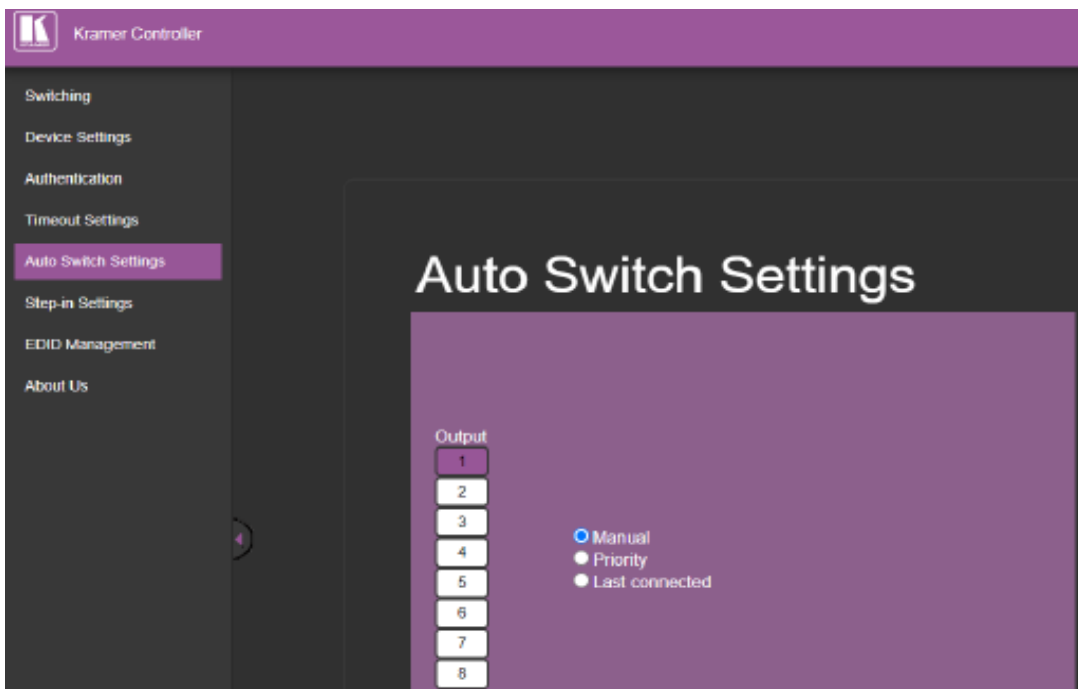 Kramer Controller
Switching
Device Settings
Authentication
Timeout Settings
Auto Switch Settings
Step-in Settings
EDID Management
About Us
Auto Switch Settings
Output
1
2
3
4
5
6
7
8
Manual
Priority
Last connected